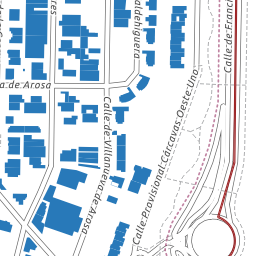 Calle de Villanueva de Arosa
Calle Provisional Cárcavas Oeste Uno
Calle de Franc
a de Arosa
aldehiguera